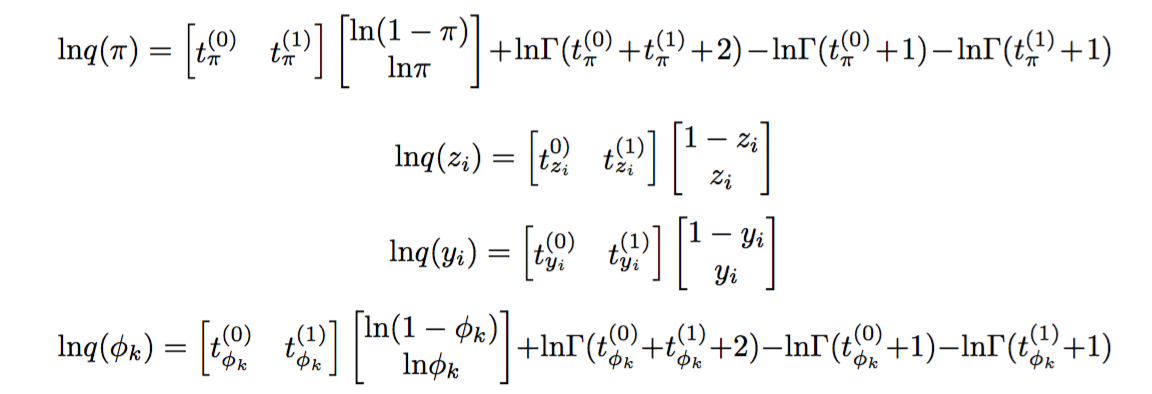 lnq(π) = [t_π^(0) t_π^(1)] [ln(1 − π) lnπ] +lnΓ(t_π^(0)+t_π^(1)+2)−lnΓ(t_π^(0)+1)−lnΓ(t_π^(1)+1)
lnq(z_i) = [t_{z_i}^{0)} t_{z_i}^{(1)}] [1 − z_i z_i]
lnq(y_i) = [t_{y_i}^{(0)} t_{y_i}^{(1)}] [1 − y_i y_i]
lnq(ϕ_k) = [t_{ϕ_k}^{(0)} t_{ϕ_k}^{(1)}] [ln(1 − ϕ_k) lnϕ_k] +lnΓ(t_{ϕ_k}^{(0)}+t_{ϕ_k}^{(1)}+2)−lnΓ(t_{ϕ_k}^{(0)}+1)−lnΓ(t_{ϕ_k}^{(1)}+1)